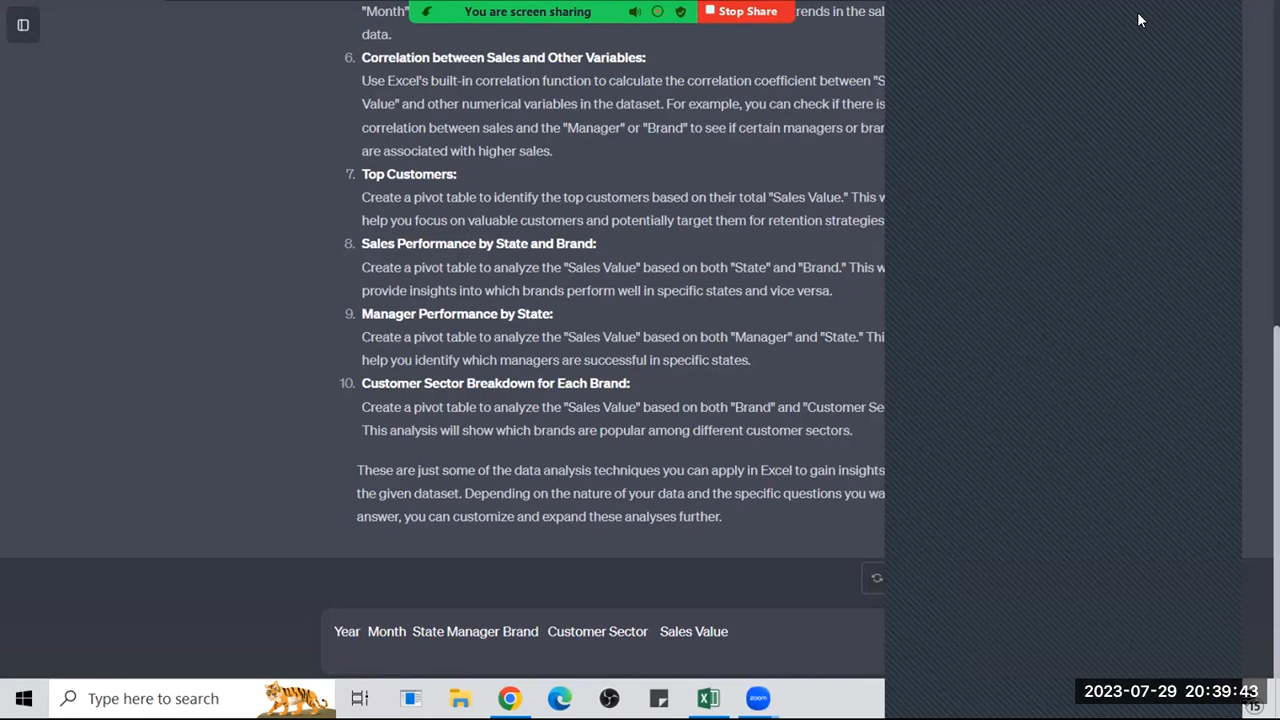 You are screen sharing
Stop Share
"Month"
rends in the sal
data.
6. Correlation between Sales and Other Variables:
Use Excel's built-in correlation function to calculate the correlation coefficient between "S
Value" and other numerical variables in the dataset. For example, you can check if there is
correlation between sales and the "Manager" or "Brand" to see if certain managers or bran
are associated with higher sales.
7. Top Customers:
Create a pivot table to identify the top customers based on their total "Sales Value." This w
help you focus on valuable customers and potentially target them for retention strategies
8. Sales Performance by State and Brand:
Create a pivot table to analyze the "Sales Value" based on both "State" and "Brand." This w
provide insights into which brands perform well in specific states and vice versa.
9. Manager Performance by State:
Create a pivot table to analyze the "Sales Value" based on both "Manager" and "State." Thi
help you identify which managers are successful in specific states.
10. Customer Sector Breakdown for Each Brand:
Create a pivot table to analyze the "Sales Value" based on both "Brand" and "Customer Se
This analysis will show which brands are popular among different customer sectors.
These are just some of the data analysis techniques you can apply in Excel to gain insights
the given dataset. Depending on the nature of your data and the specific questions you wa
answer, you can customize and expand these analyses further.
Year Month State Manager Brand Customer Sector Sales Value
Type here to search
zoom
2023-07-29 20:39:43
15